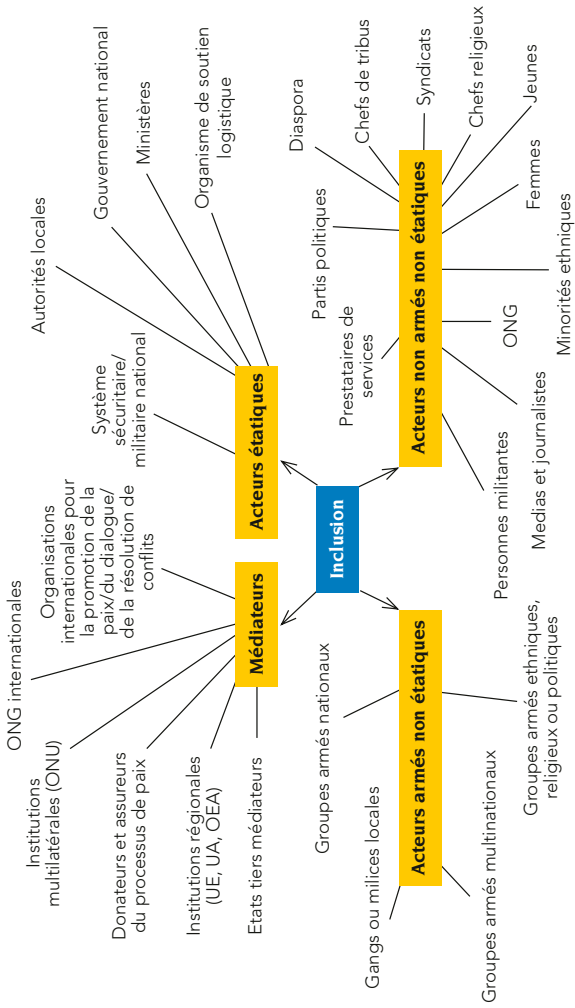 ONG internationales
Institutions
multilatérales (ONU)
Donateurs et assureurs
du processus de paix
Institutions régionales
(UE, UA, OEA)
Etats tiers médiateurs
Organisations
internationales pour
la promotion de la
paix/du dialogue/
de la résolution de
conflits
Médiateurs
Système
sécuritaire/
militaire national
Autorités locales
Gouvernement national
Ministères
Organisme de soutien
logistique
Acteurs étatiques
Inclusion
Groupes armés nationaux
Gangs ou milices locales
Acteurs armés non étatiques
Groupes armés multinationaux
Groupes armés ethniques,
religieux ou politiques
Prestataires de
services
Partis politiques
Diaspora
Chefs de tribus
Syndicats
Chefs religieux
Acteurs non armés non étatiques
Personnes militantes
Medias et journalistes
ONG
Minorités ethniques
Femmes
Jeunes